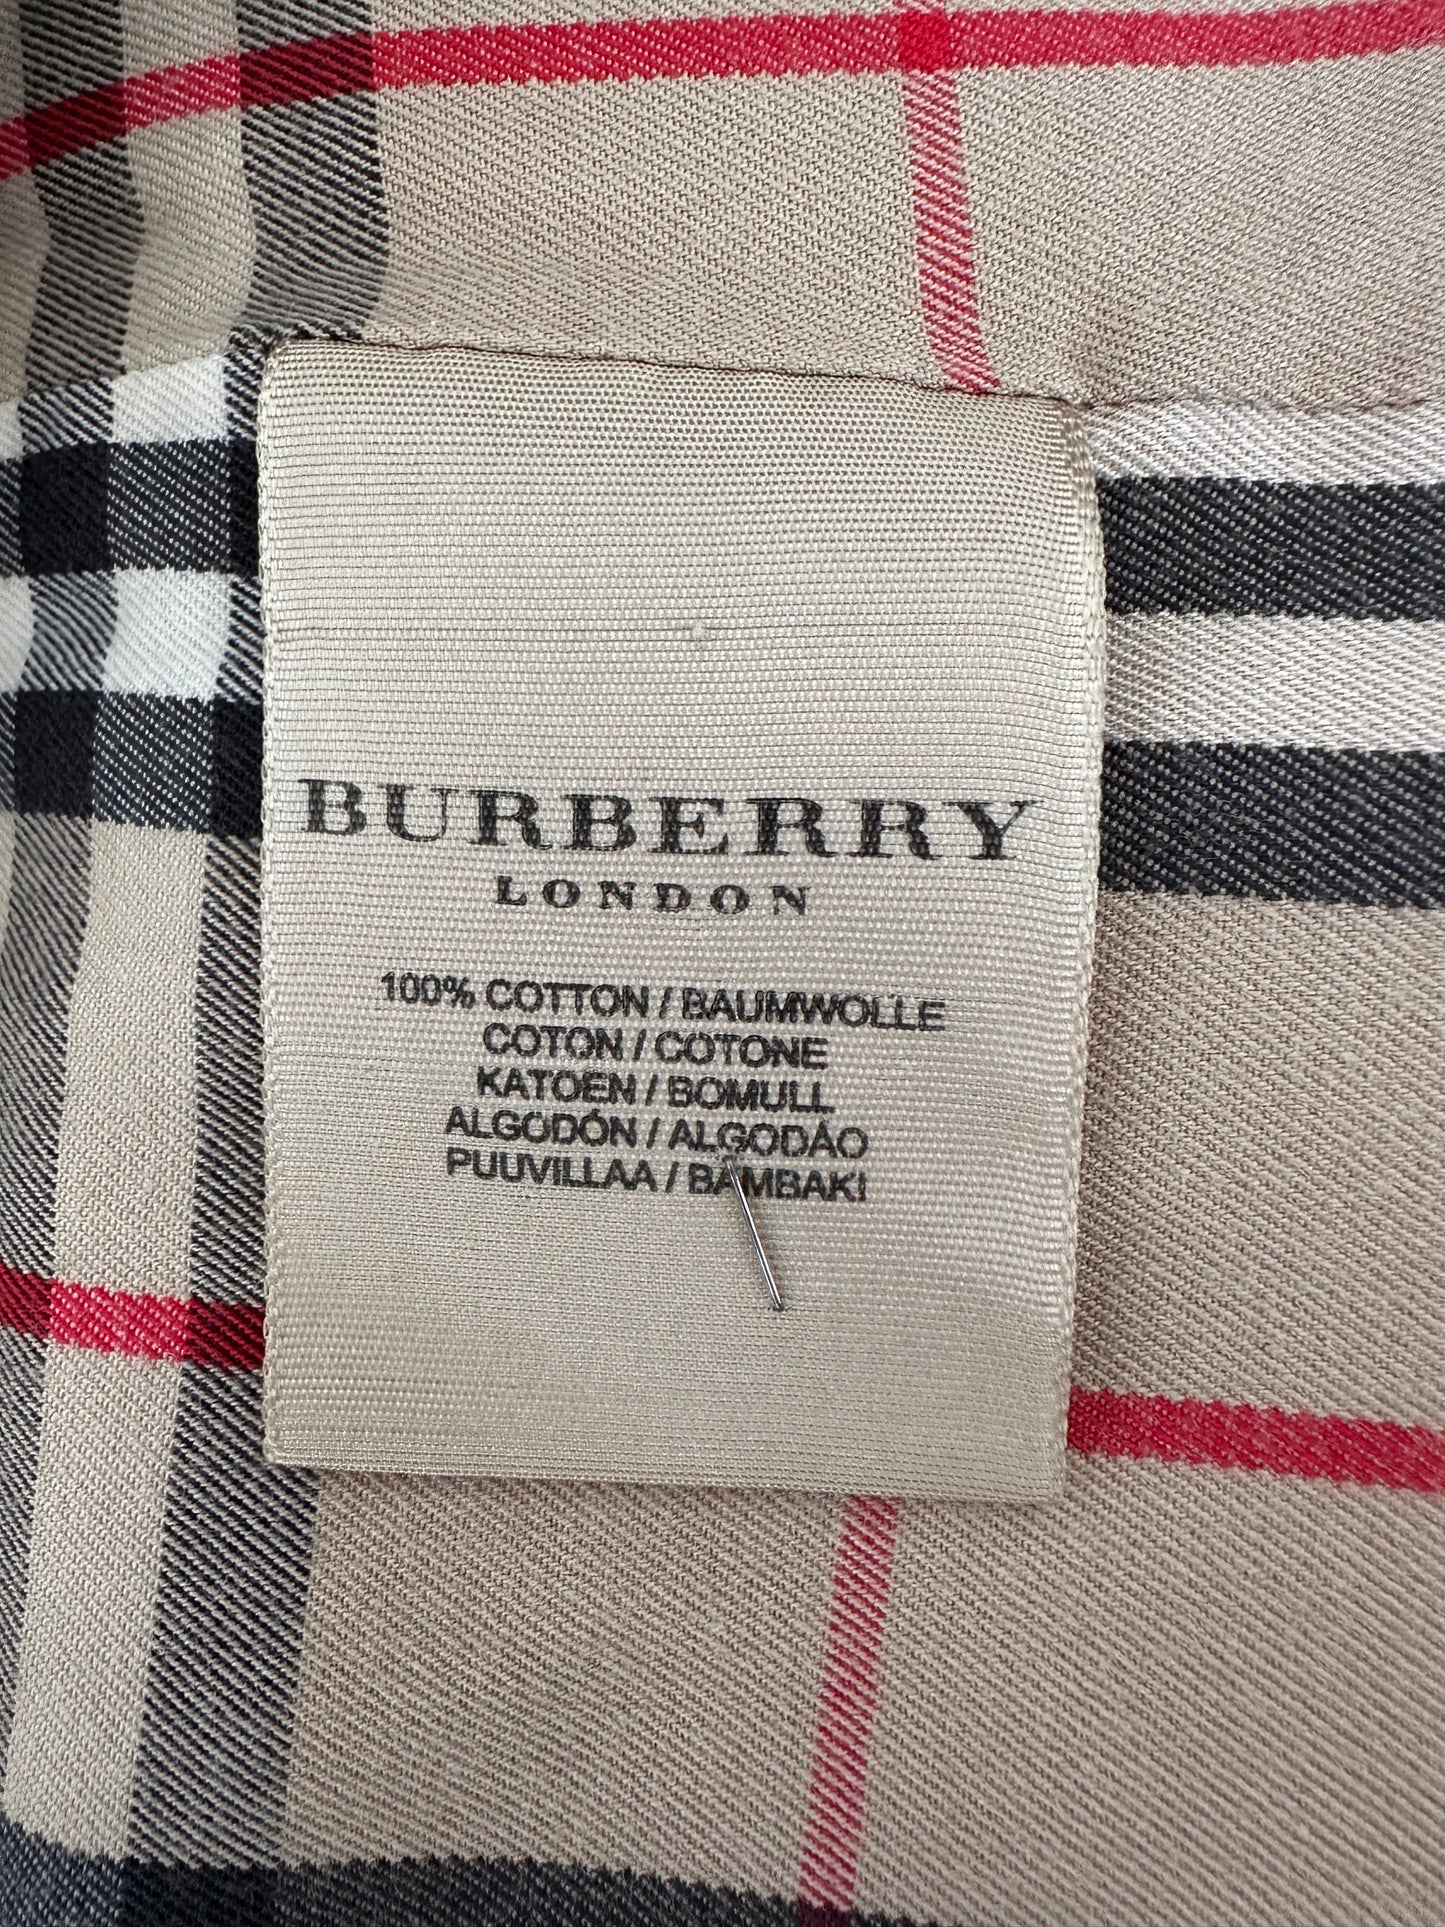 BURBERRY
LONDON
100% COTTON / BAUMWOLLE
COTON / COTONE
KATOEN / BOMULL
ALGODÓN / ALGODÃO
PUUVILLAA / BAMBAKI